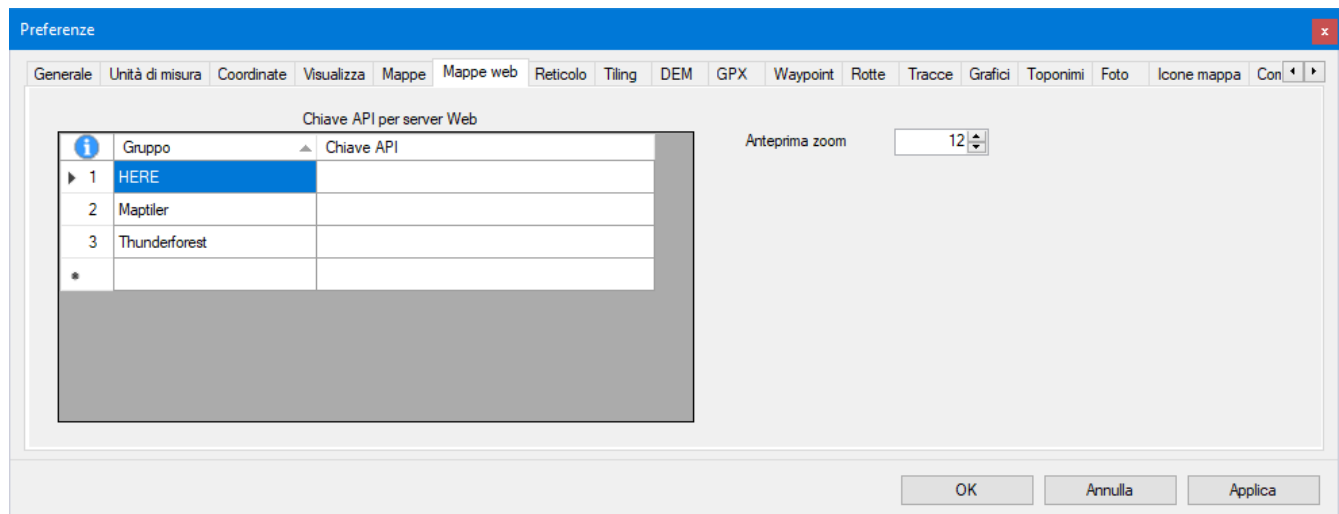 Preferenze
x
Generale Unità di misura Coordinate Visualizza Mappe Mappe web Reticolo Tiling DEM GPX Waypoint Rotte Tracce Grafici Toponimi Foto Icone mappa Con
Chiave API per server Web
Anteprima zoom 12
i Gruppo Chiave API
1 HERE
2 Maptiler
3 Thunderforest
*
OK Annulla Applica